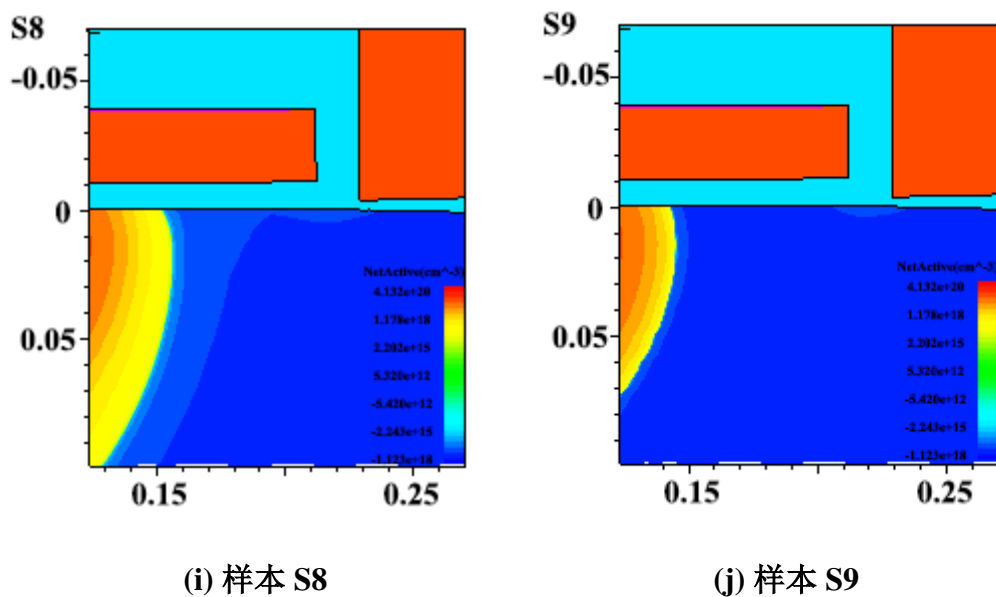 S8
-0.05
0
0.05
0.15
0.25
NetActive(cm^-3)
4.132e+20
1.178e+18
2.202e+15
5.320e+12
-5.420e+12
-2.243e+15
-1.123e+18
(i) 样本 S8
S9
-0.05
0
0.05
0.15
0.25
NetActive(cm^-3)
4.132e+20
1.178e+18
2.202e+15
5.320e+12
-5.420e+12
-2.243e+15
-1.123e+18
(j) 样本 S9